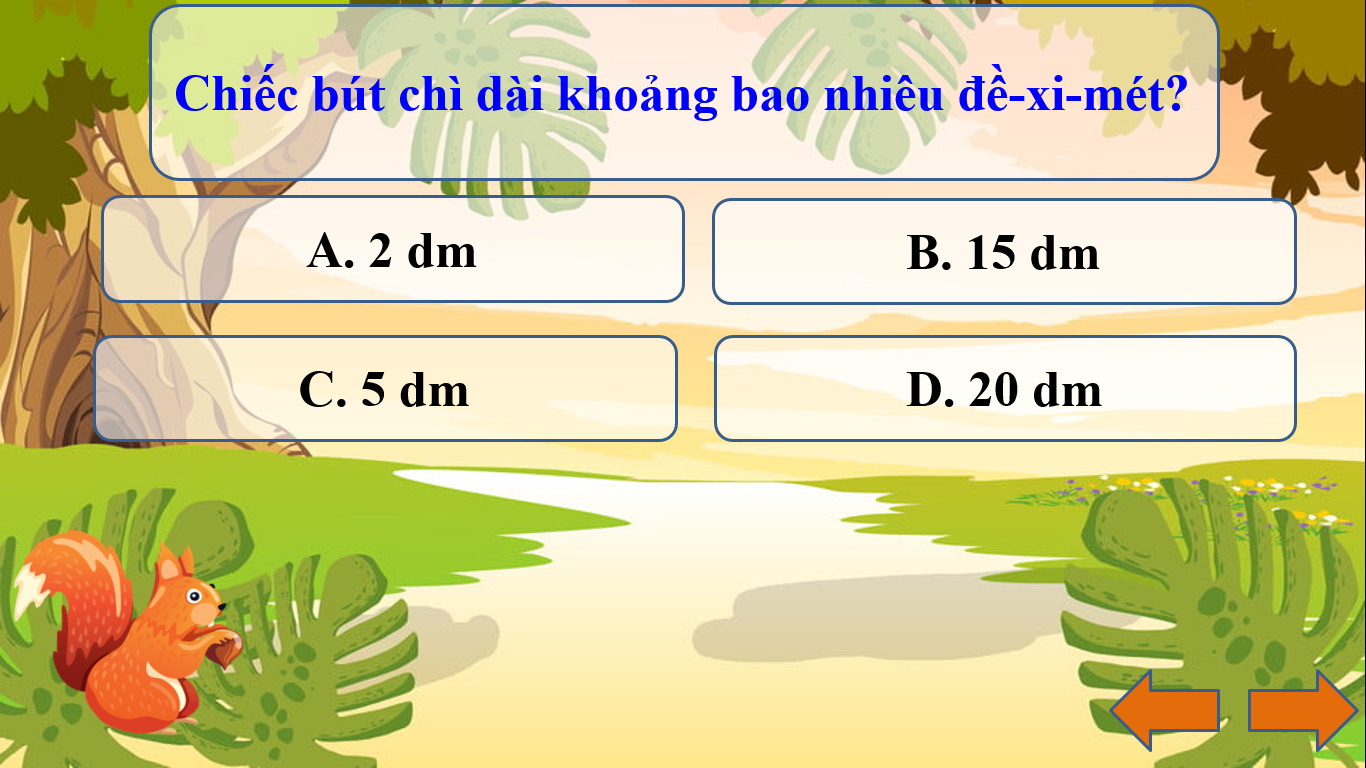 Chiếc bút chì dài khoảng bao nhiêu đề-xi-mét?
A. 2 dm
B. 15 dm
C. 5 dm
D. 20 dm